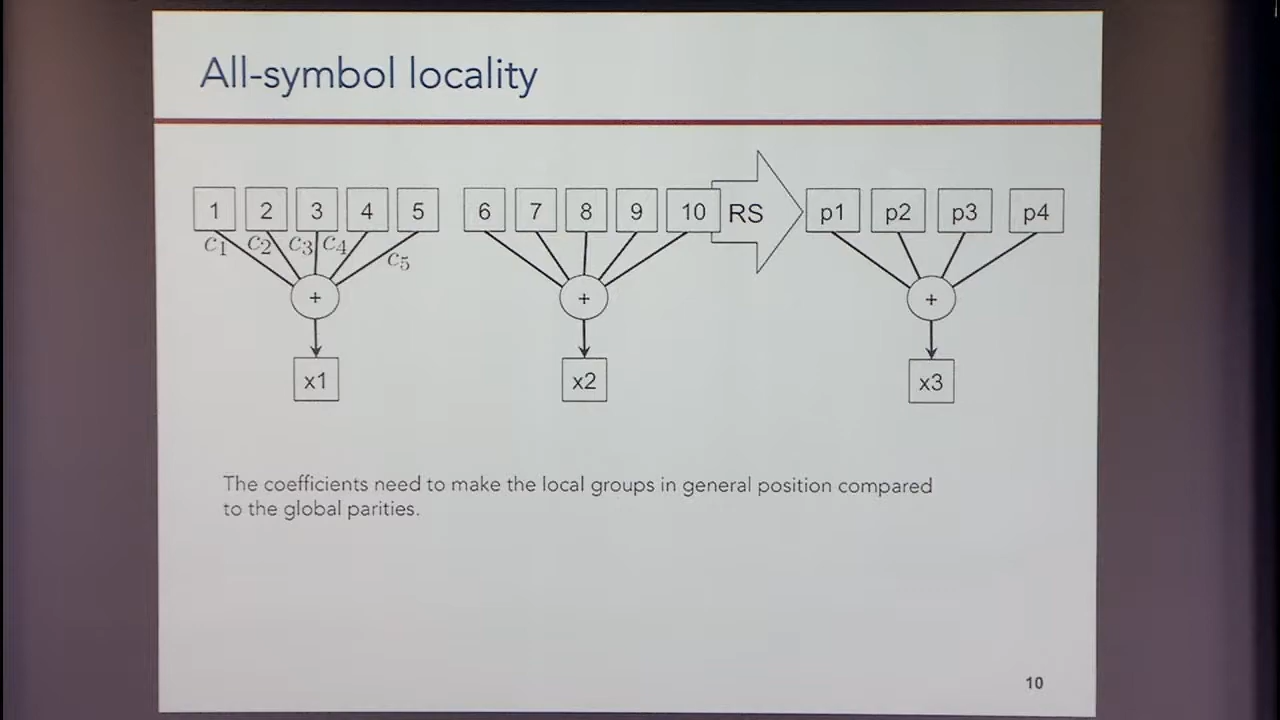 All-symbol locality
1 2 3 4 5 6 7 8 9 10 RS p1 p2 p3 p4
c1 c2 c3 c4 c5
+ + +
x1 x2 x3
The coefficients need to make the local groups in general position compared
to the global parities.
10